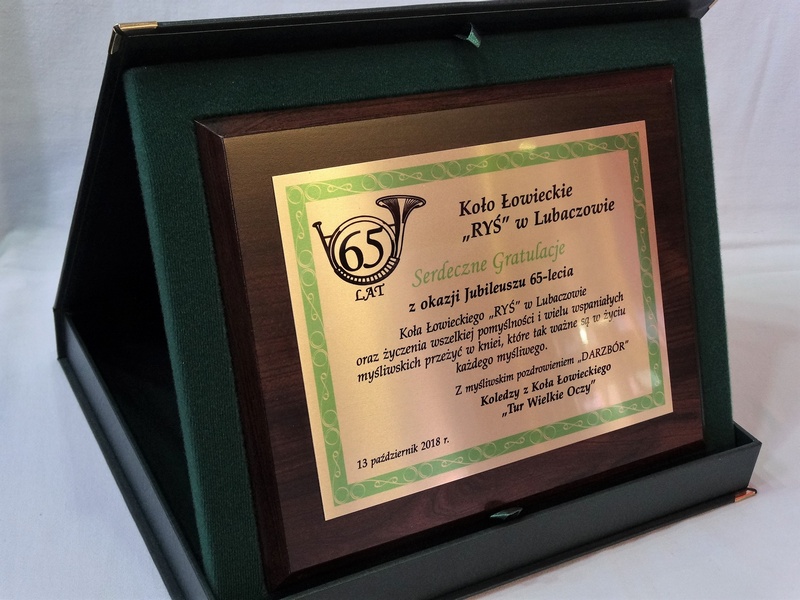 65
LAT
Koło Łowieckie
„RYŚ” w Lubaczowie
Serdeczne Gratulacje
z okazji Jubileuszu 65-lecia
Koła Łowieckiego „RYŚ” w Lubaczowie
oraz życzenia wszelkiej pomyślności i wielu wspaniałych
myśliwskich przeżyć w kniei, które tak ważne są w życiu
każdego myśliwego.
Z myśliwskim pozdrowieniem „DARZBÓR”
Koledzy z Koła Łowieckiego
„Tur Wielkie Oczy”
13 październik 2018 r.